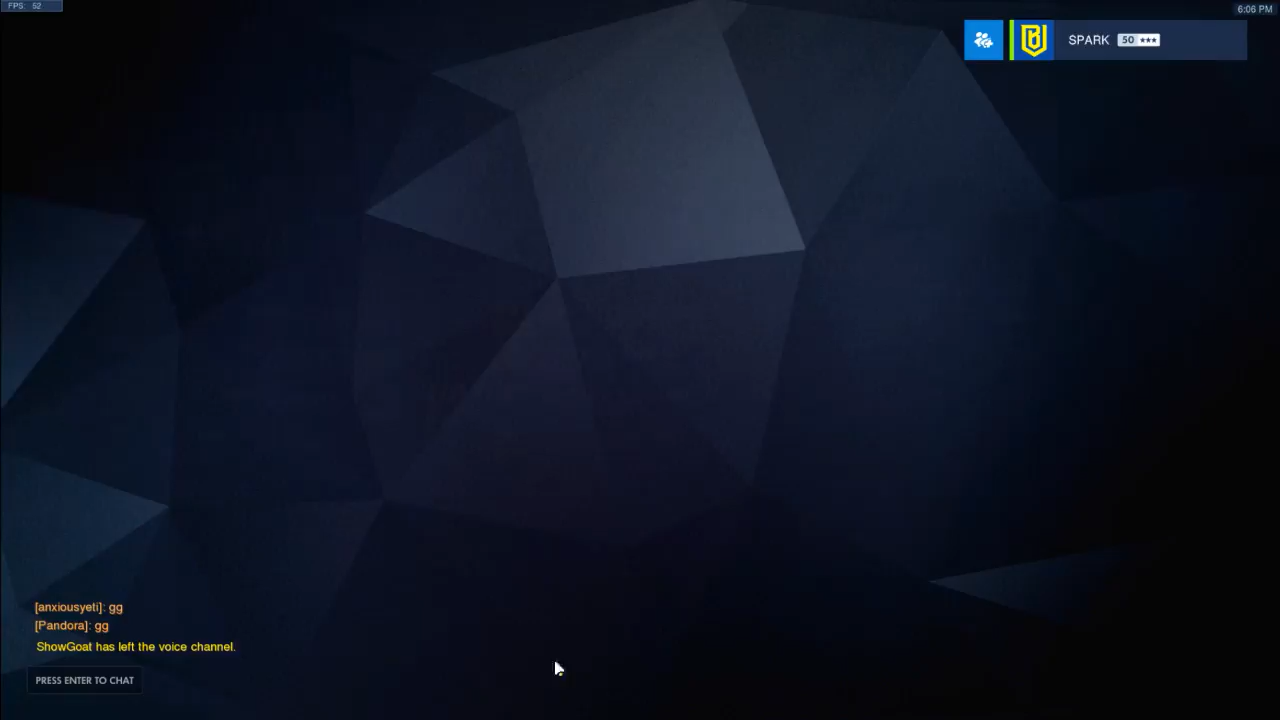 FPS: 52
6:06 PM
SPARK 50 ★★★
[anxiousyeti]: gg
[Pandora]: gg
ShowGoat has left the voice channel.
PRESS ENTER TO CHAT